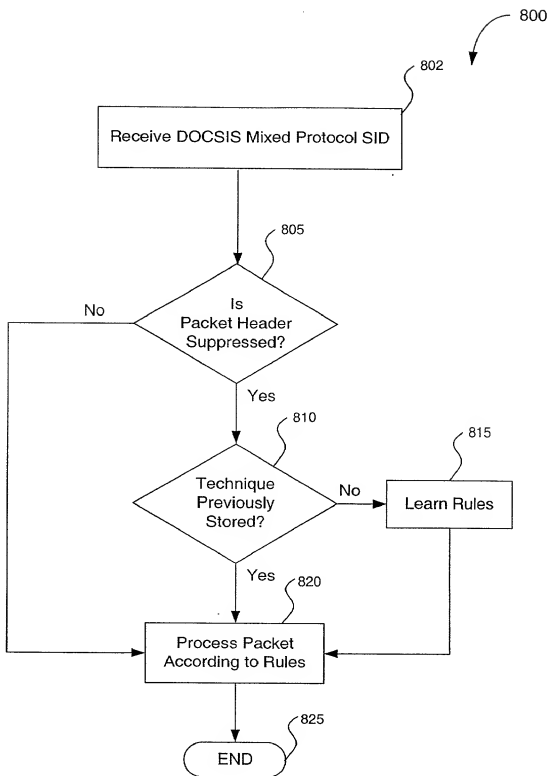 800
802
Receive DOCSIS Mixed Protocol SID
805
No
Is
Packet Header
Suppressed?
Yes
810
815
Technique
Previously
Stored?
No
Learn Rules
Yes
820
Process Packet
According to Rules
825
END